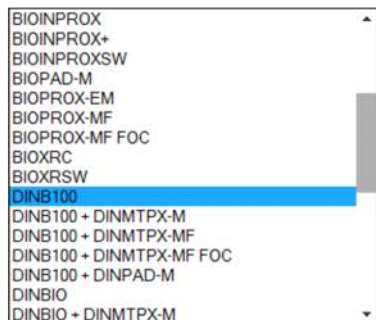 BIOINPROX
BIOINPROX+
BIOINPROXSW
BIOPAD-M
BIOPROX-EM
BIOPROX-MF
BIOPROX-MF FOC
BIOXRC
BIOXRSW
DINB100
DINB100 + DINMTPX-M
DINB100 + DINMTPX-MF
DINB100 + DINMTPX-MF FOC
DINB100 + DINPAD-M
DINBIO
DINBIO + DINMTPX-M